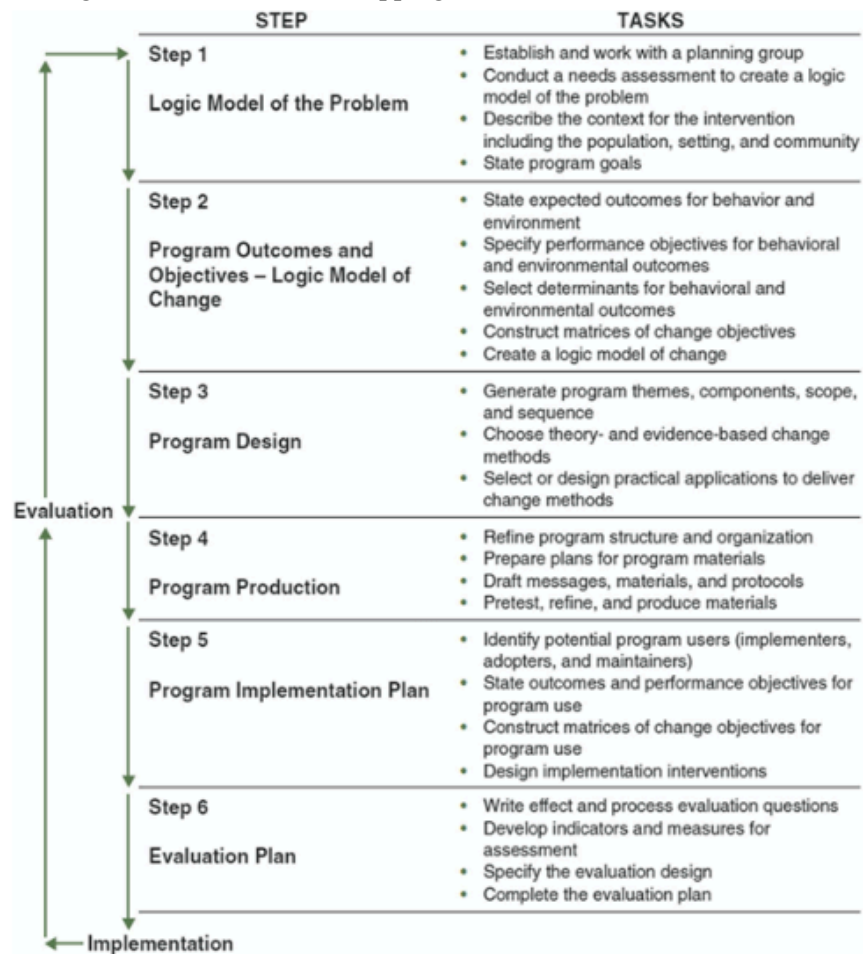 STEP TASKS
Step 1
Logic Model of the Problem
• Establish and work with a planning group
• Conduct a needs assessment to create a logic
model of the problem
• Describe the context for the intervention
including the population, setting, and community
• State program goals
Step 2
Program Outcomes and
Objectives – Logic Model of
Change
• State expected outcomes for behavior and
environment
• Specify performance objectives for behavioral
and environmental outcomes
• Select determinants for behavioral and
environmental outcomes
• Construct matrices of change objectives
• Create a logic model of change
Step 3
Program Design
• Generate program themes, components, scope,
and sequence
• Choose theory- and evidence-based change
methods
• Select or design practical applications to deliver
change methods
Evaluation
Step 4
Program Production
• Refine program structure and organization
• Prepare plans for program materials
• Draft messages, materials, and protocols
• Pretest, refine, and produce materials
Step 5
Program Implementation Plan
• Identify potential program users (implementers,
adopters, and maintainers)
• State outcomes and performance objectives for
program use
• Construct matrices of change objectives for
program use
• Design implementation interventions
Step 6
Evaluation Plan
• Write effect and process evaluation questions
• Develop indicators and measures for
assessment
• Specify the evaluation design
• Complete the evaluation plan
Implementation